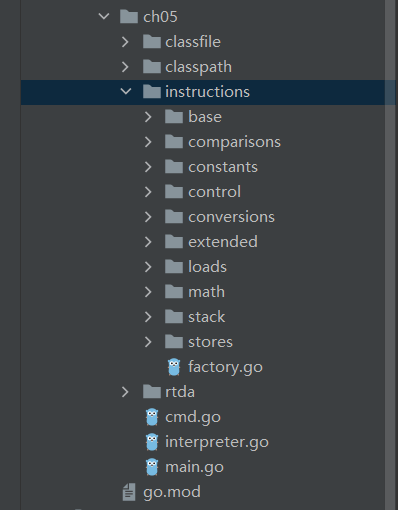 ch05
classfile
classpath
instructions
base
comparisons
constants
control
conversions
extended
loads
math
stack
stores
factory.go
rtda
cmd.go
interpreter.go
main.go
go.mod